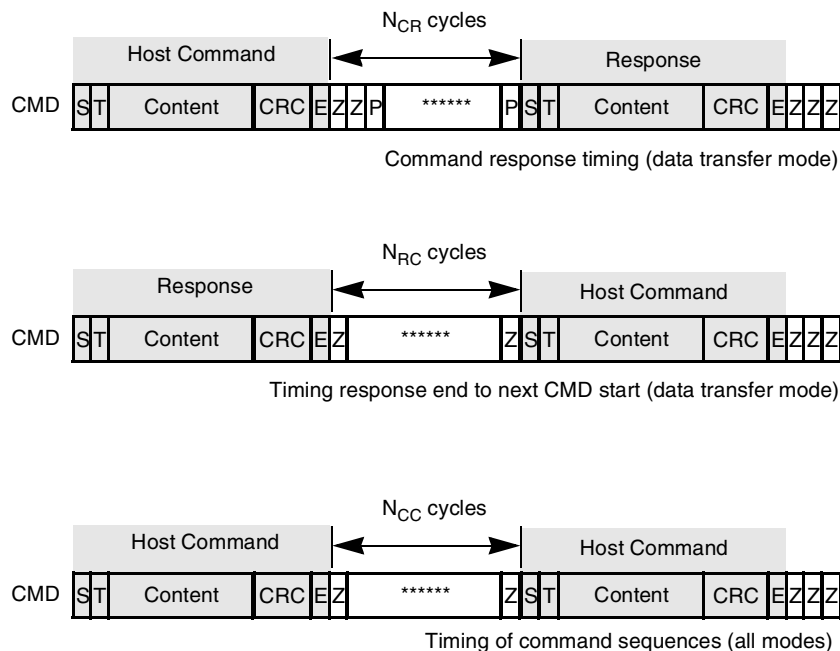 N_CR cycles
Host Command Response
CMD S T Content CRC E Z Z P ****** P S T Content CRC E Z Z Z
Command response timing (data transfer mode)
N_RC cycles
Response Host Command
CMD S T Content CRC E Z ****** Z S T Content CRC E Z Z Z
Timing response end to next CMD start (data transfer mode)
N_CC cycles
Host Command Host Command
CMD S T Content CRC E Z ****** Z S T Content CRC E Z Z Z
Timing of command sequences (all modes)